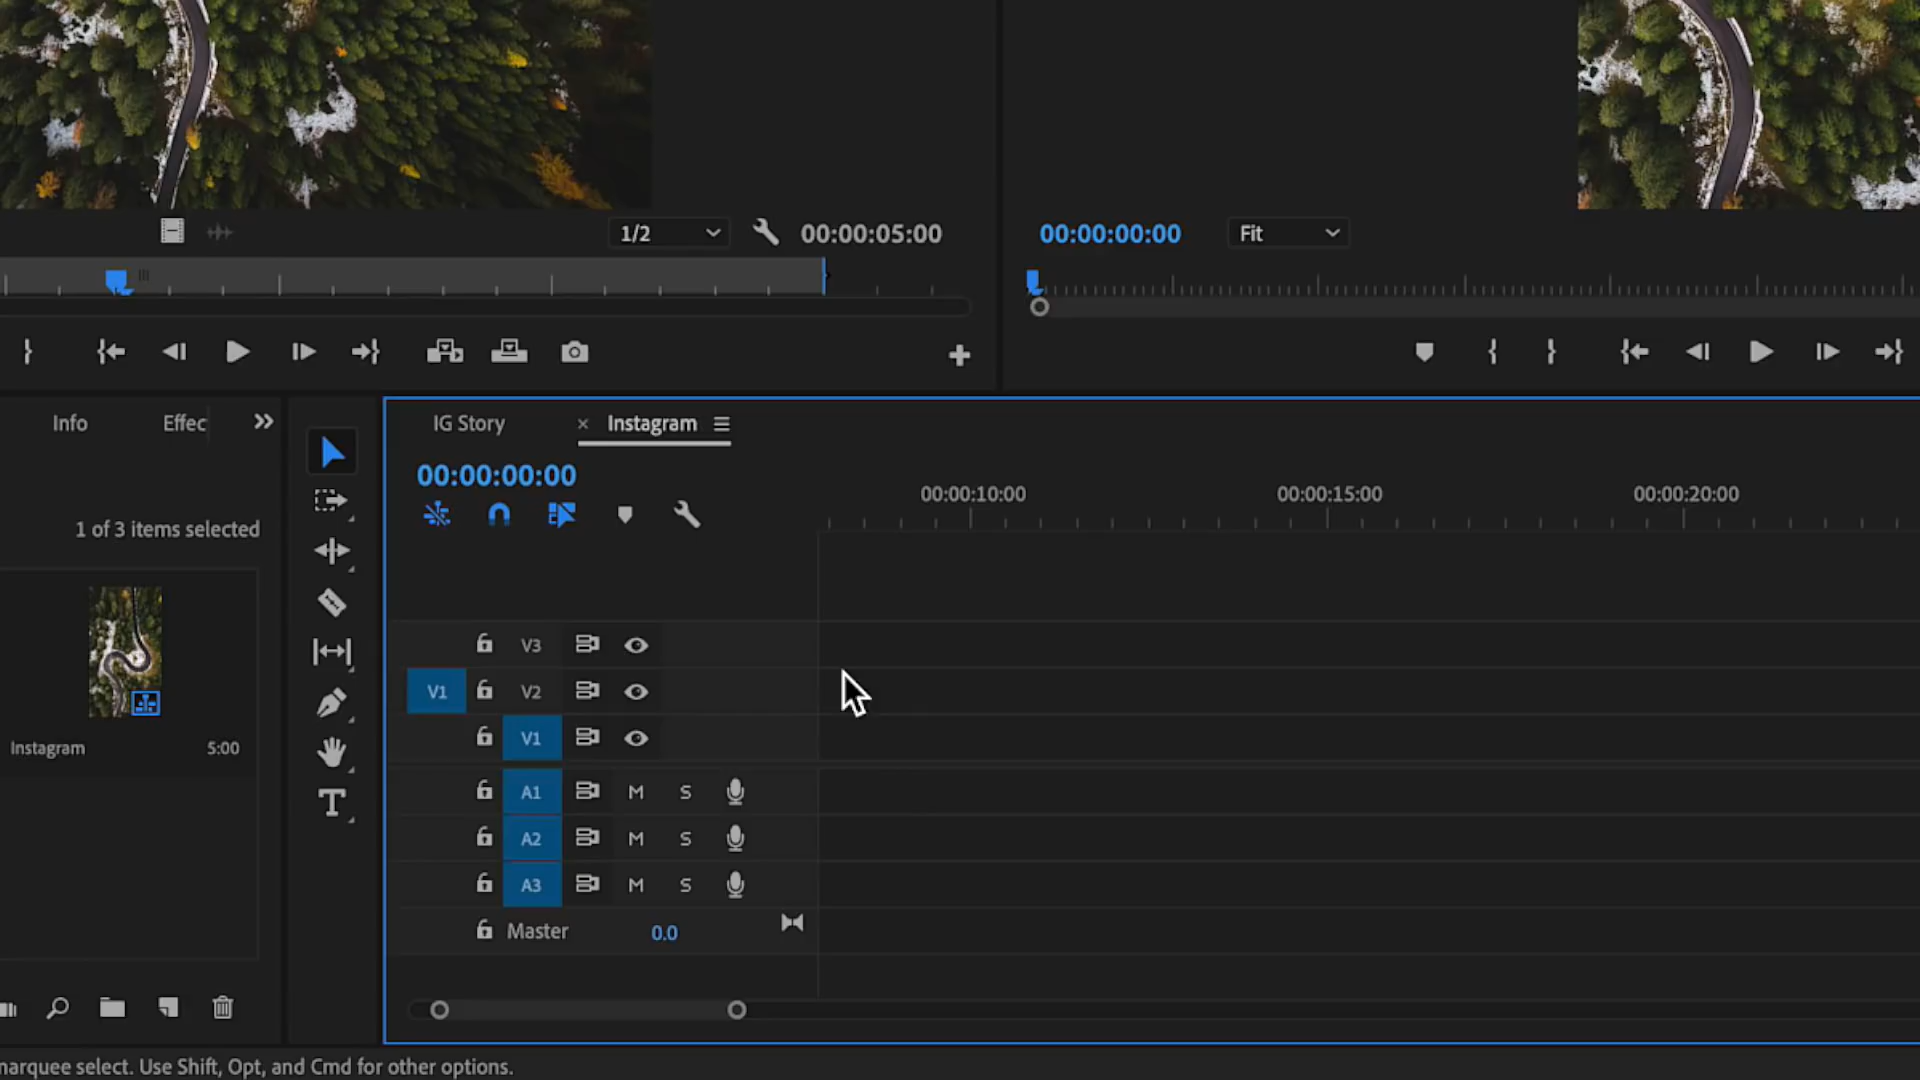 1/2
00:00:05:00
00:00:00:00
Fit
Info
Effec
IG Story
× Instagram
00:00:00:00
00:00:10:00
00:00:15:00
00:00:20:00
1 of 3 items selected
V3
V1
V2
V1
Instagram
5:00
A1
M
S
A2
M
S
A3
M
S
Master
0.0
T
marquee select. Use Shift, Opt, and Cmd for other options.